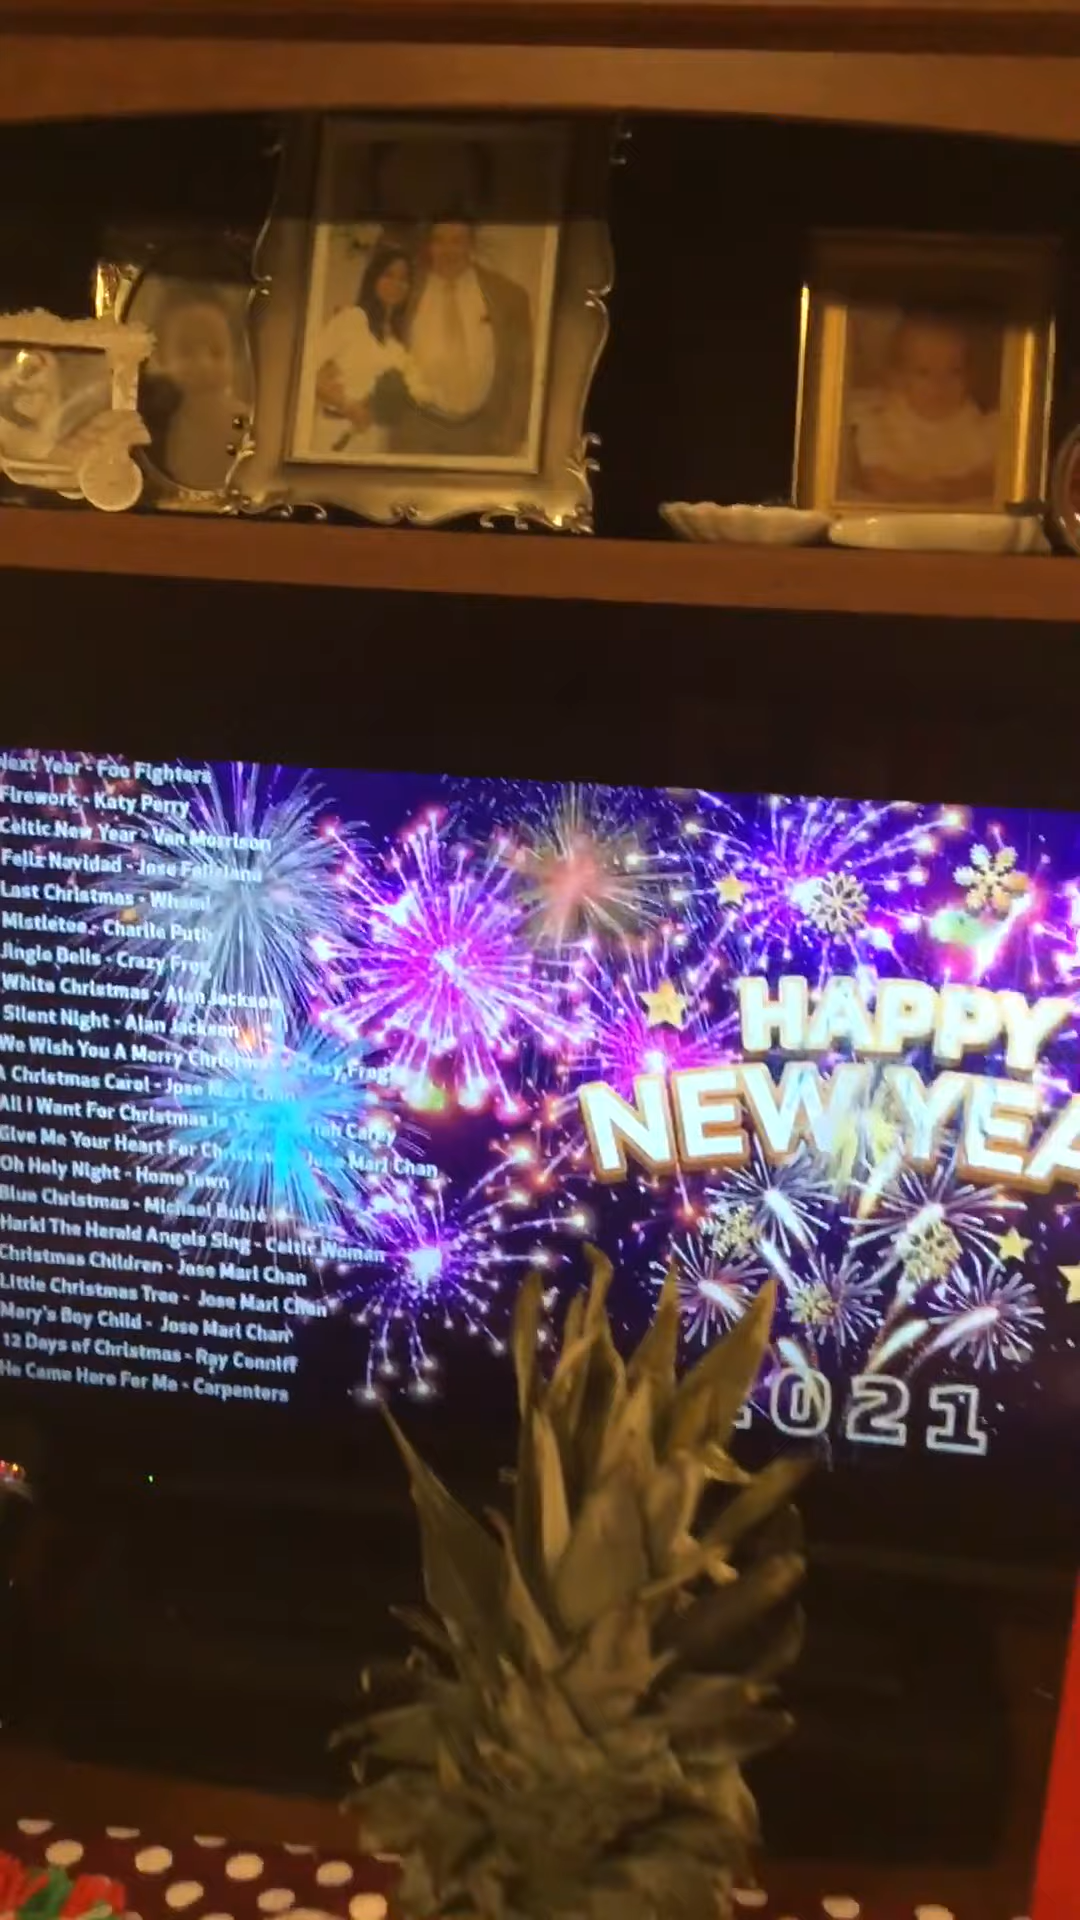 Next Year - Foo Fighters
Firework - Katy Perry
Celtic New Year - Van Morrison
Feliz Navidad - Jose Feliciano
Last Christmas - Wham!
Mistletoe - Charlie Puth
Jingle Bells - Crazy Frog
White Christmas - Alan Jackson
Silent Night - Alan Jackson
We Wish You A Merry Christmas - Crazy Frog
A Christmas Carol - Jose Mari Chan
All I Want For Christmas Is Carey
Give Me Your Heart For Christmas - Jose Mari Chan
Oh Holy Night - HomeTown
Blue Christmas - Michael Buble
Hark! The Herald Angels Sing - Celtic Woman
Christmas Children - Jose Mari Chan
Little Christmas Tree - Jose Mari Chan
Mary's Boy Child - Jose Mari Chan
12 Days of Christmas - Ray Conniff
He Came Here For Me - Carpenters
HAPPY
NEW YEA
2021